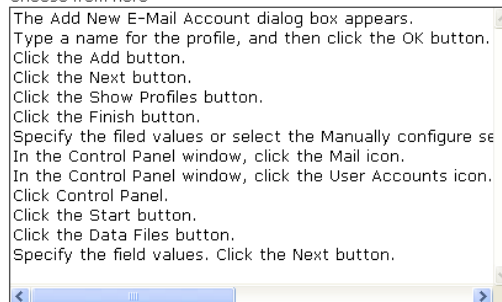 The Add New E-Mail Account dialog box appears.
Type a name for the profile, and then click the OK button.
Click the Add button.
Click the Next button.
Click the Show Profiles button.
Click the Finish button.
Specify the filed values or select the Manually configure se
In the Control Panel window, click the Mail icon.
In the Control Panel window, click the User Accounts icon.
Click Control Panel.
Click the Start button.
Click the Data Files button.
Specify the field values. Click the Next button.